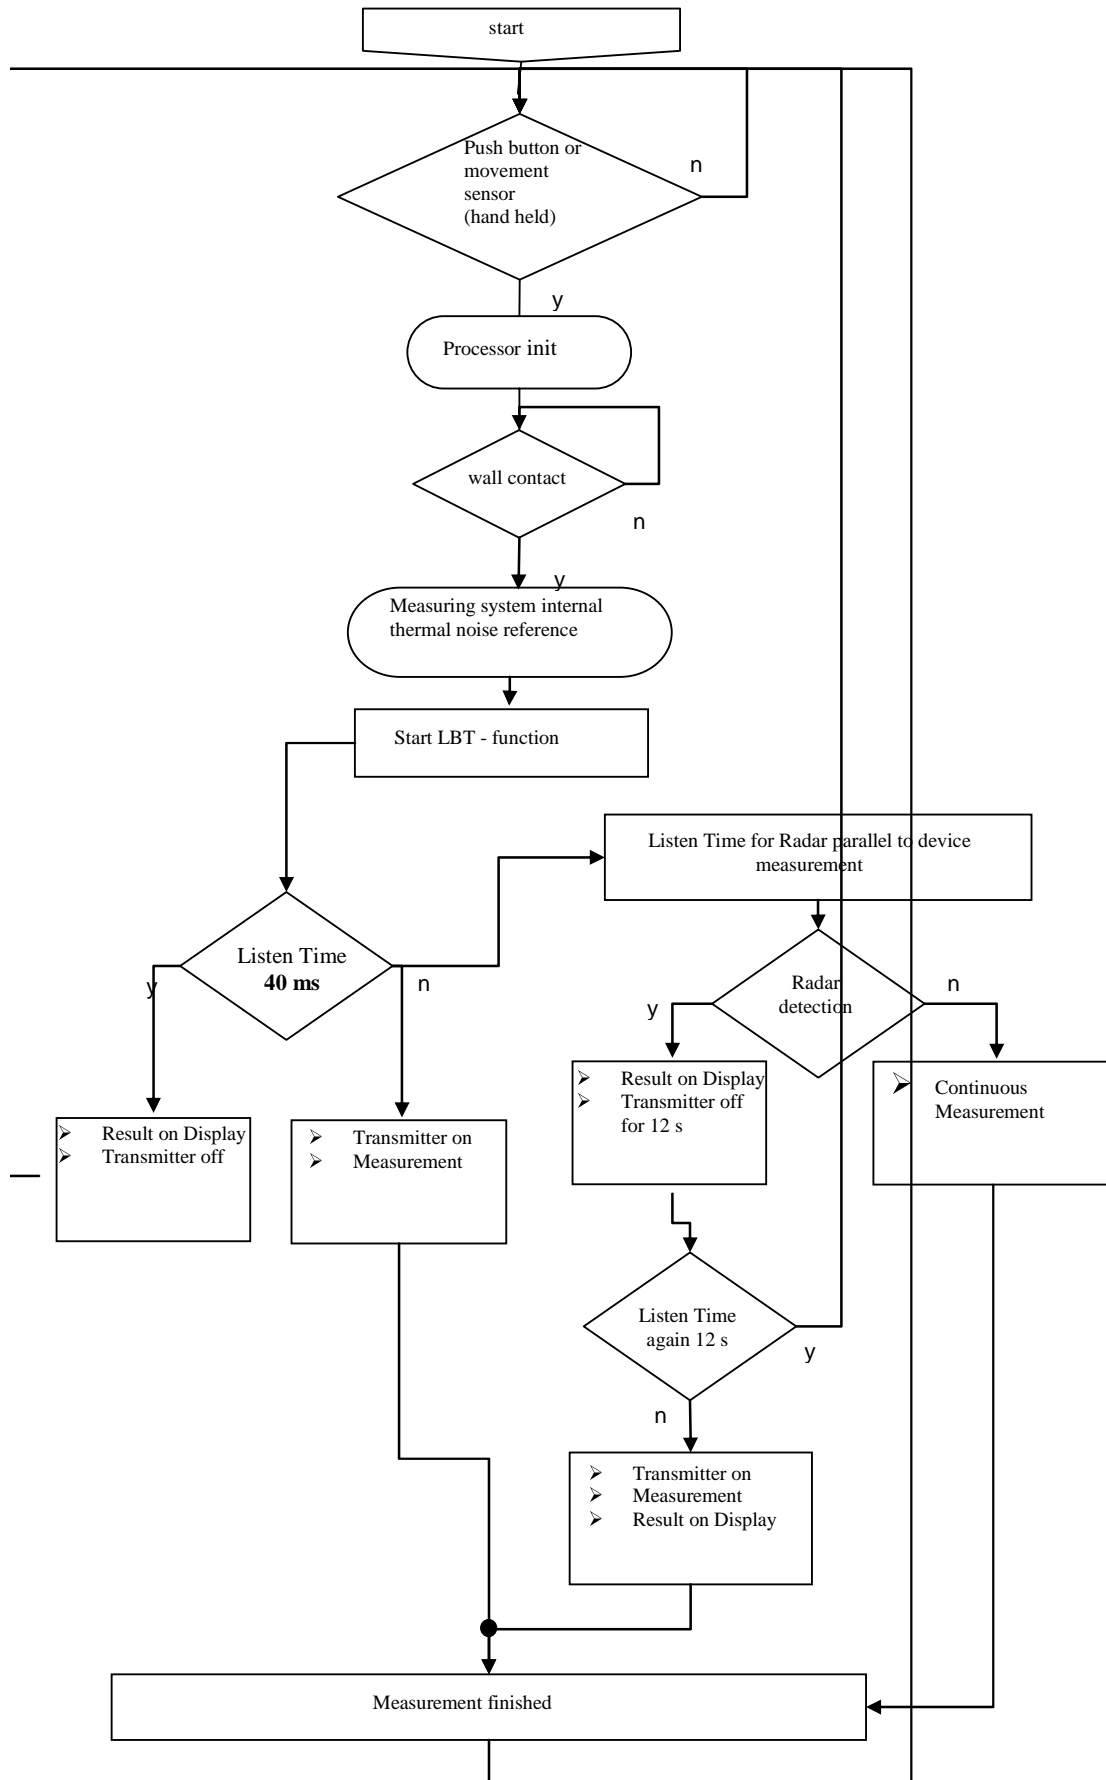 start
Push button or
movement
sensor
(hand held)
n
y
Processor init
wall contact
n
y
Measuring system internal
thermal noise reference
Start LBT - function
Listen Time for Radar parallel to device
measurement
Listen Time
40 ms
y
n
Radar
detection
y
n
➢ Result on Display
➢ Transmitter off
for 12 s
➢ Continuous
Measurement
➢ Result on Display
➢ Transmitter off
➢ Transmitter on
➢ Measurement
Listen Time
again 12 s
y
n
➢ Transmitter on
➢ Measurement
➢ Result on Display
Measurement finished